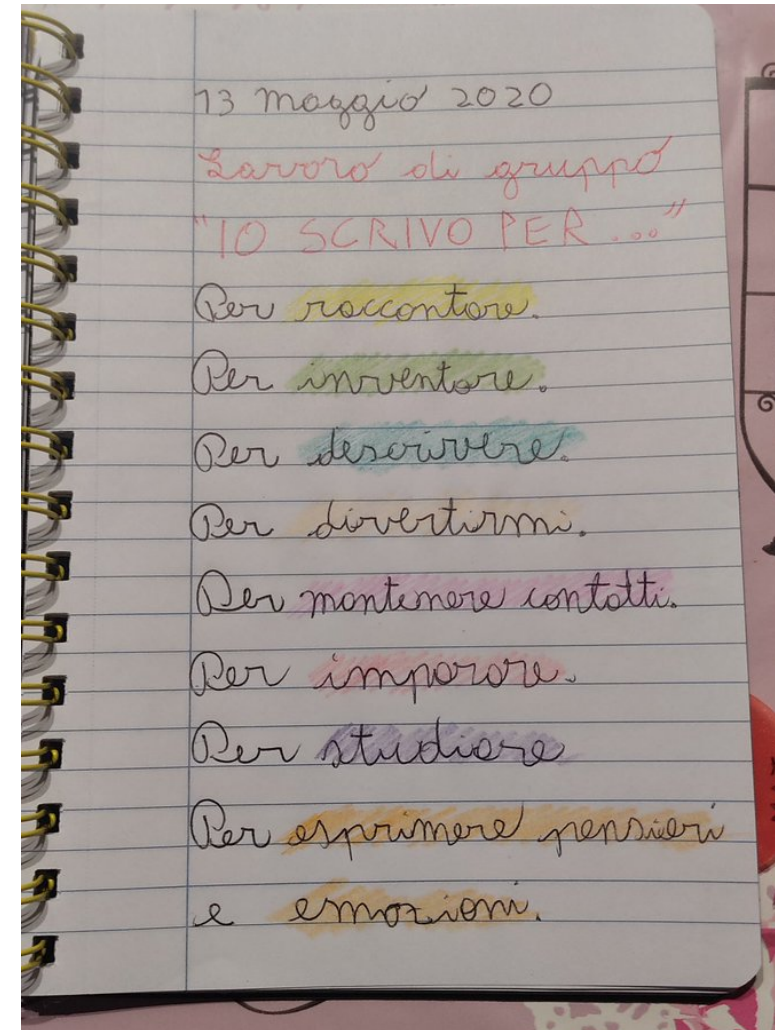 13 maggio 2020
Lavoro di gruppo
"IO SCRIVO PER..."
Per raccontare.
Per inventare.
Per descrivere.
Per divertirmi.
Per mantenere contatti.
Per imparare.
Per studiare
Per esprimere pensieri
e emozioni.